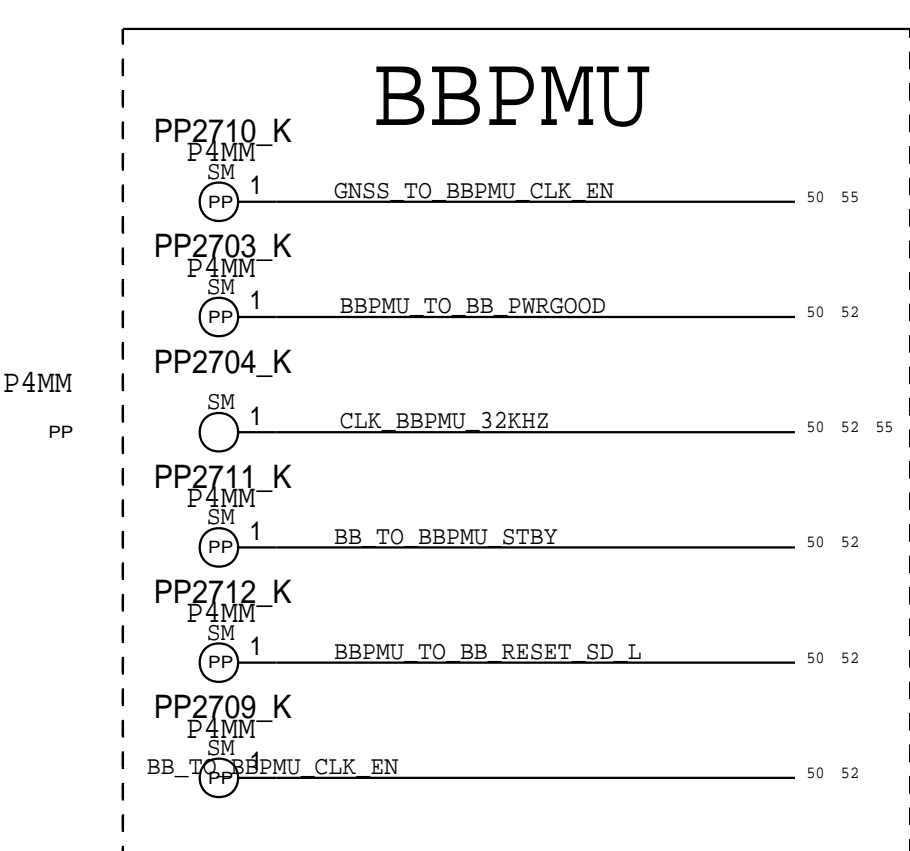 BBPMU
PP2710_K
P4MM
SM
PP 1 GNSS_TO_BBPMU_CLK_EN 50 55
PP2703_K
P4MM
SM
PP 1 BBPMU_TO_BB_PWRGOOD 50 52
PP2704_K
P4MM
SM
PP 1 CLK_BBPMU_32KHZ 50 52 55
PP2711_K
P4MM
SM
PP 1 BB_TO_BBPMU_STBY 50 52
PP2712_K
P4MM
SM
PP 1 BBPMU_TO_BB_RESET_SD_L 50 52
PP2709_K
P4MM
SM
PP 1 BB_TO_BBPMU_CLK_EN 50 52